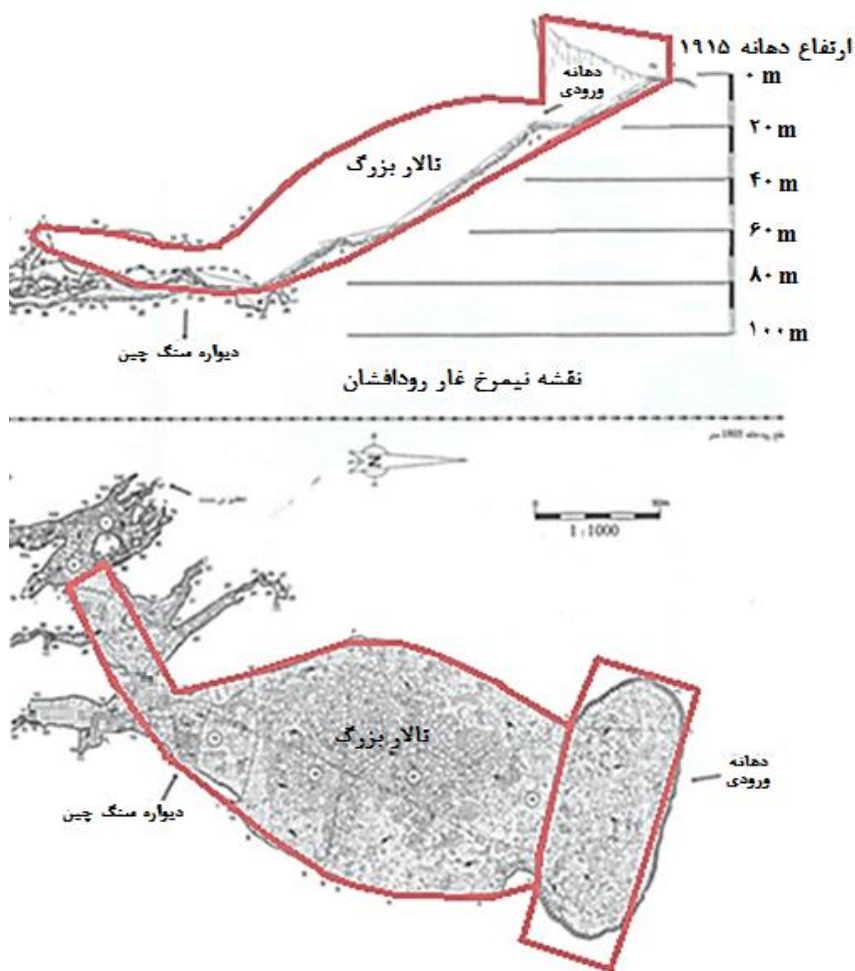 ارتفاع دهانه ۱۹۱۵
۰ m
۲۰ m
۴۰ m
۶۰ m
۸۰ m
۱۰۰ m
دهانه
ورودی
تالار بزرگ
دیواره سنگ چین
نقشه نیمرخ غار رودافشان
N
1:1000
تالار بزرگ
دهانه
ورودی
دیواره سنگ چین